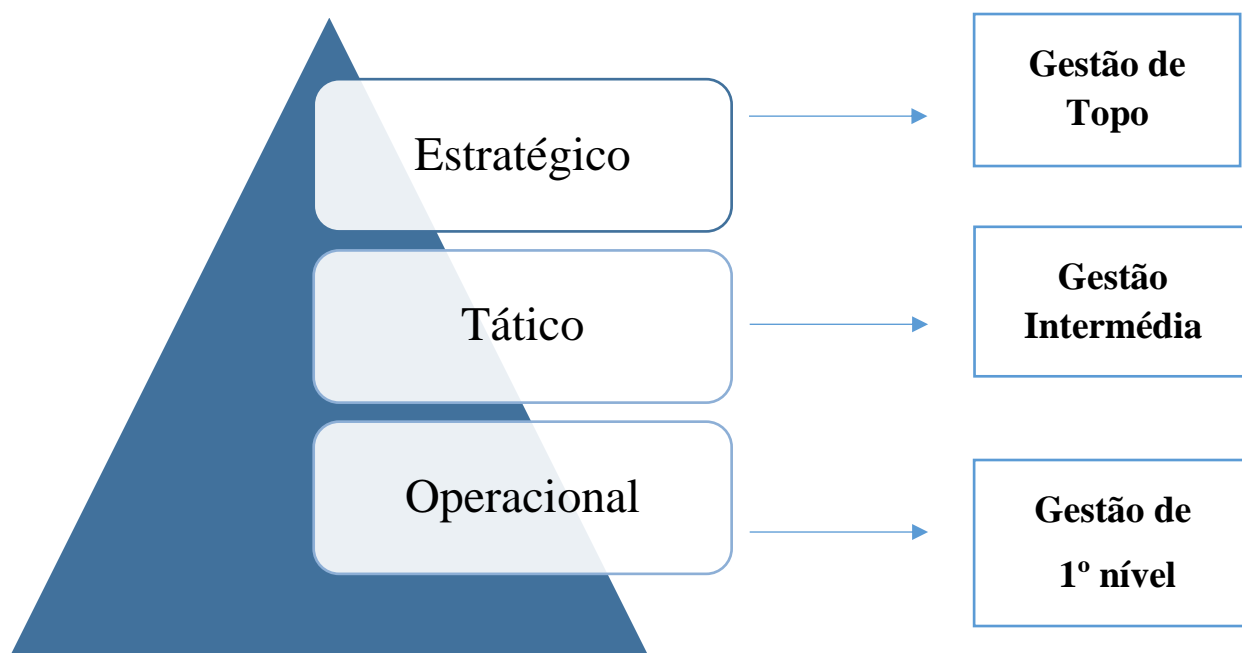 Estratégico
Gestão de
Topo
Tático
Gestão
Intermédia
Operacional
Gestão de
1º nível